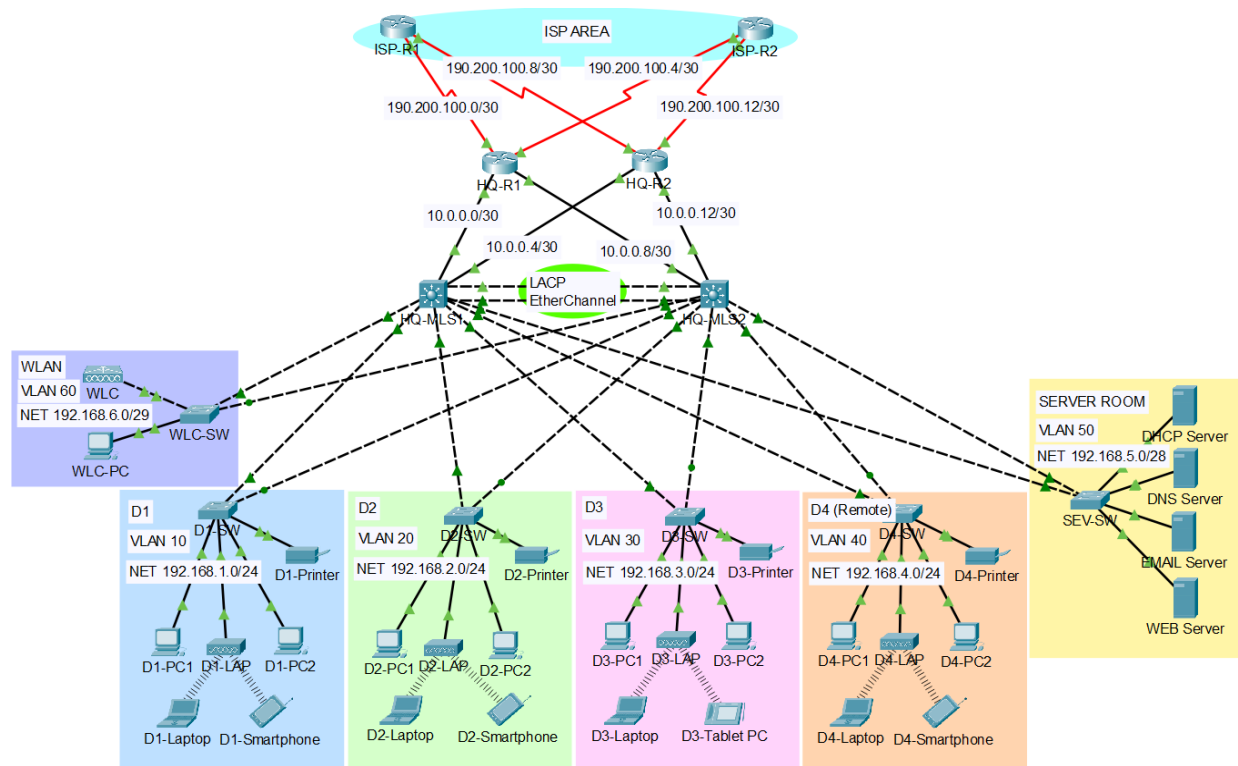 ISP AREA
ISP-R1
ISP-R2
190.200.100.8/30
190.200.100.4/30
190.200.100.0/30
190.200.100.12/30
HQ-R1
HQ-R2
10.0.0.0/30
10.0.0.12/30
10.0.0.4/30
10.0.0.8/30
LACP
EtherChannel
HQ-MLS1
HQ-MLS2
WLAN
VLAN 60
WLC
NET 192.168.6.0/29
WLC-SW
WLC-PC
SERVER ROOM
VLAN 50
DHCP Server
NET 192.168.5.0/28
DNS Server
SEV-SW
EMAIL Server
WEB Server
D1
D1-SW
VLAN 10
D1-Printer
NET 192.168.1.0/24
D1-PC1
D1-LAP
D1-PC2
D1-Laptop
D1-Smartphone
D2
D2-SW
VLAN 20
D2-Printer
NET 192.168.2.0/24
D2-PC1
D2-LAP
D2-PC2
D2-Laptop
D2-Smartphone
D3
D3-SW
VLAN 30
D3-Printer
NET 192.168.3.0/24
D3-PC1
D3-LAP
D3-PC2
D3-Laptop
D3-Tablet PC
D4 (Remote)
D4-SW
VLAN 40
D4-Printer
NET 192.168.4.0/24
D4-PC1
D4-LAP
D4-PC2
D4-Laptop
D4-Smartphone